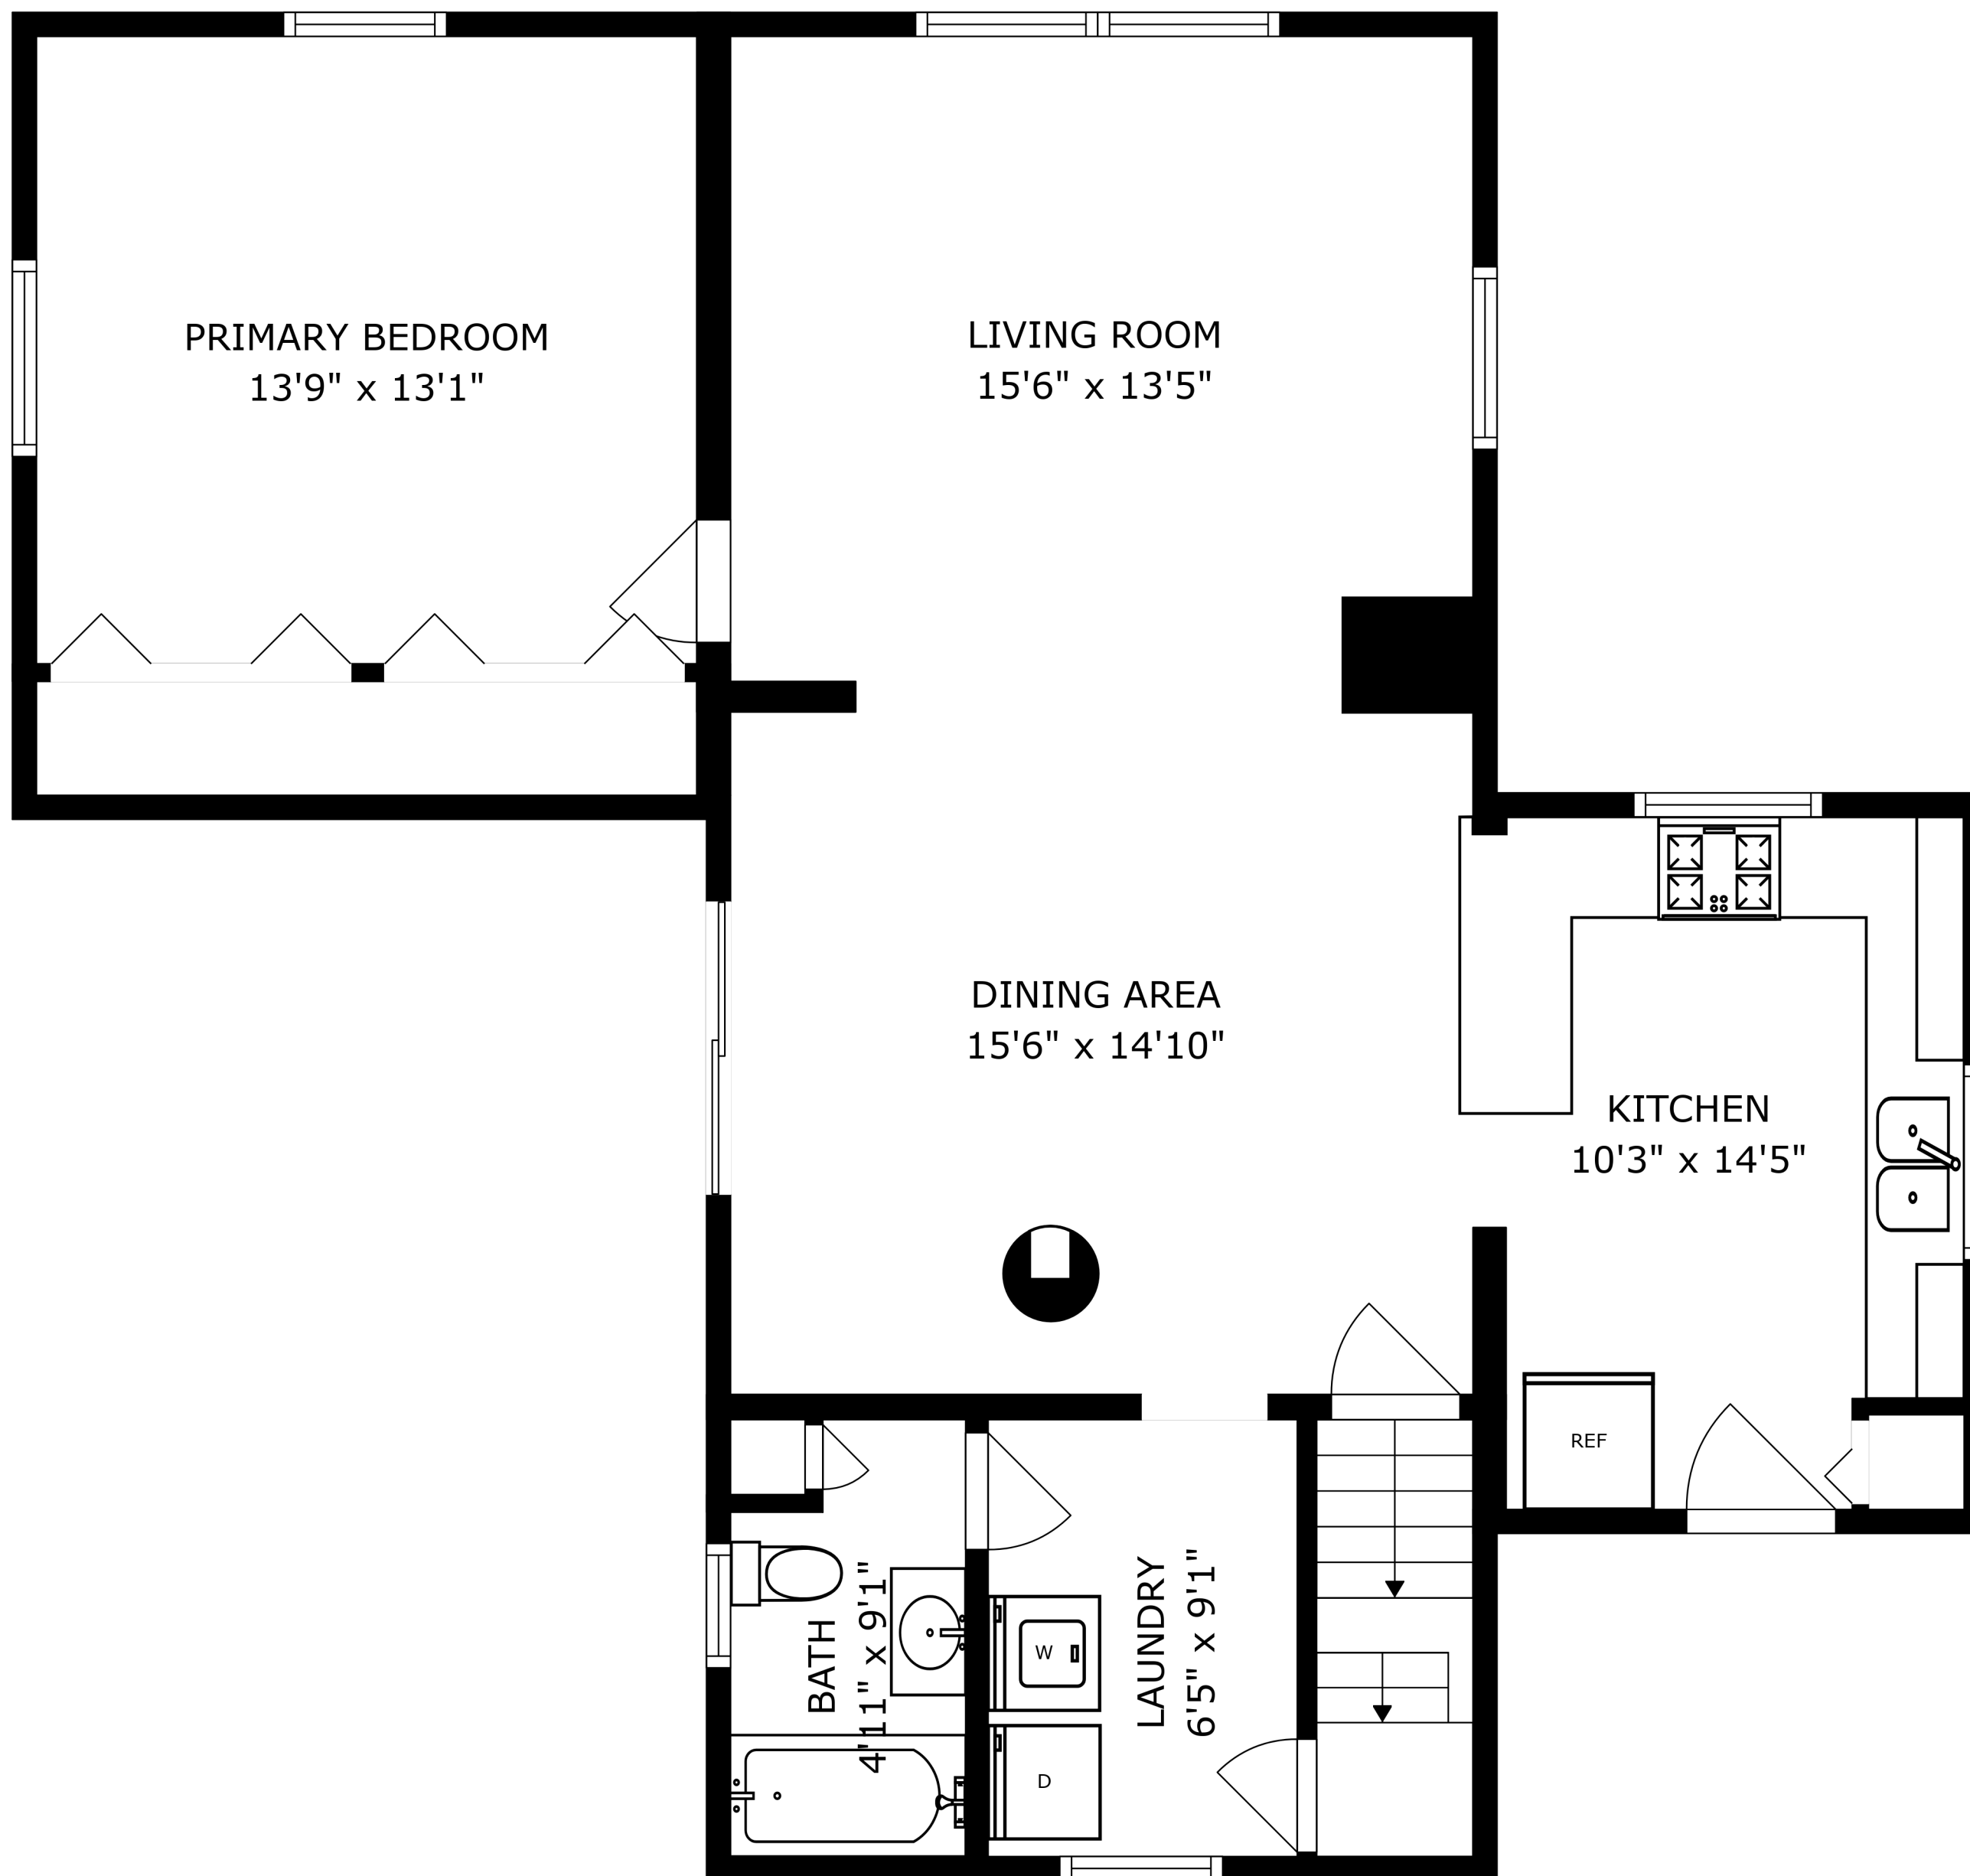 PRIMARY BEDROOM
13'9" x 13'1"
LIVING ROOM
15'6" x 13'5"
DINING AREA
15'6" x 14'10"
KITCHEN
10'3" x 14'5"
REF
BATH
4'11" x 9'1"
W
D
LAUNDRY
6'5" x 9'1"